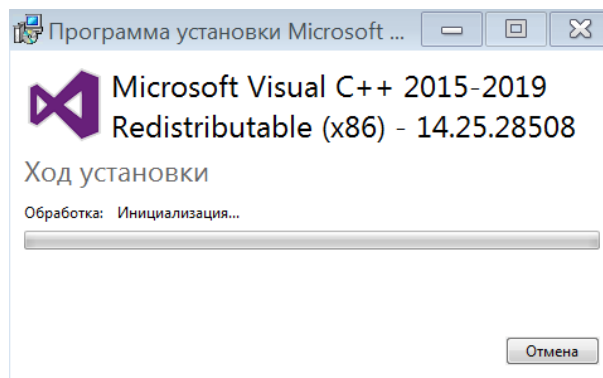 Программа установки Microsoft ...
Microsoft Visual C++ 2015-2019
Redistributable (x86) - 14.25.28508
Ход установки
Обработка: Инициализация...
Отмена